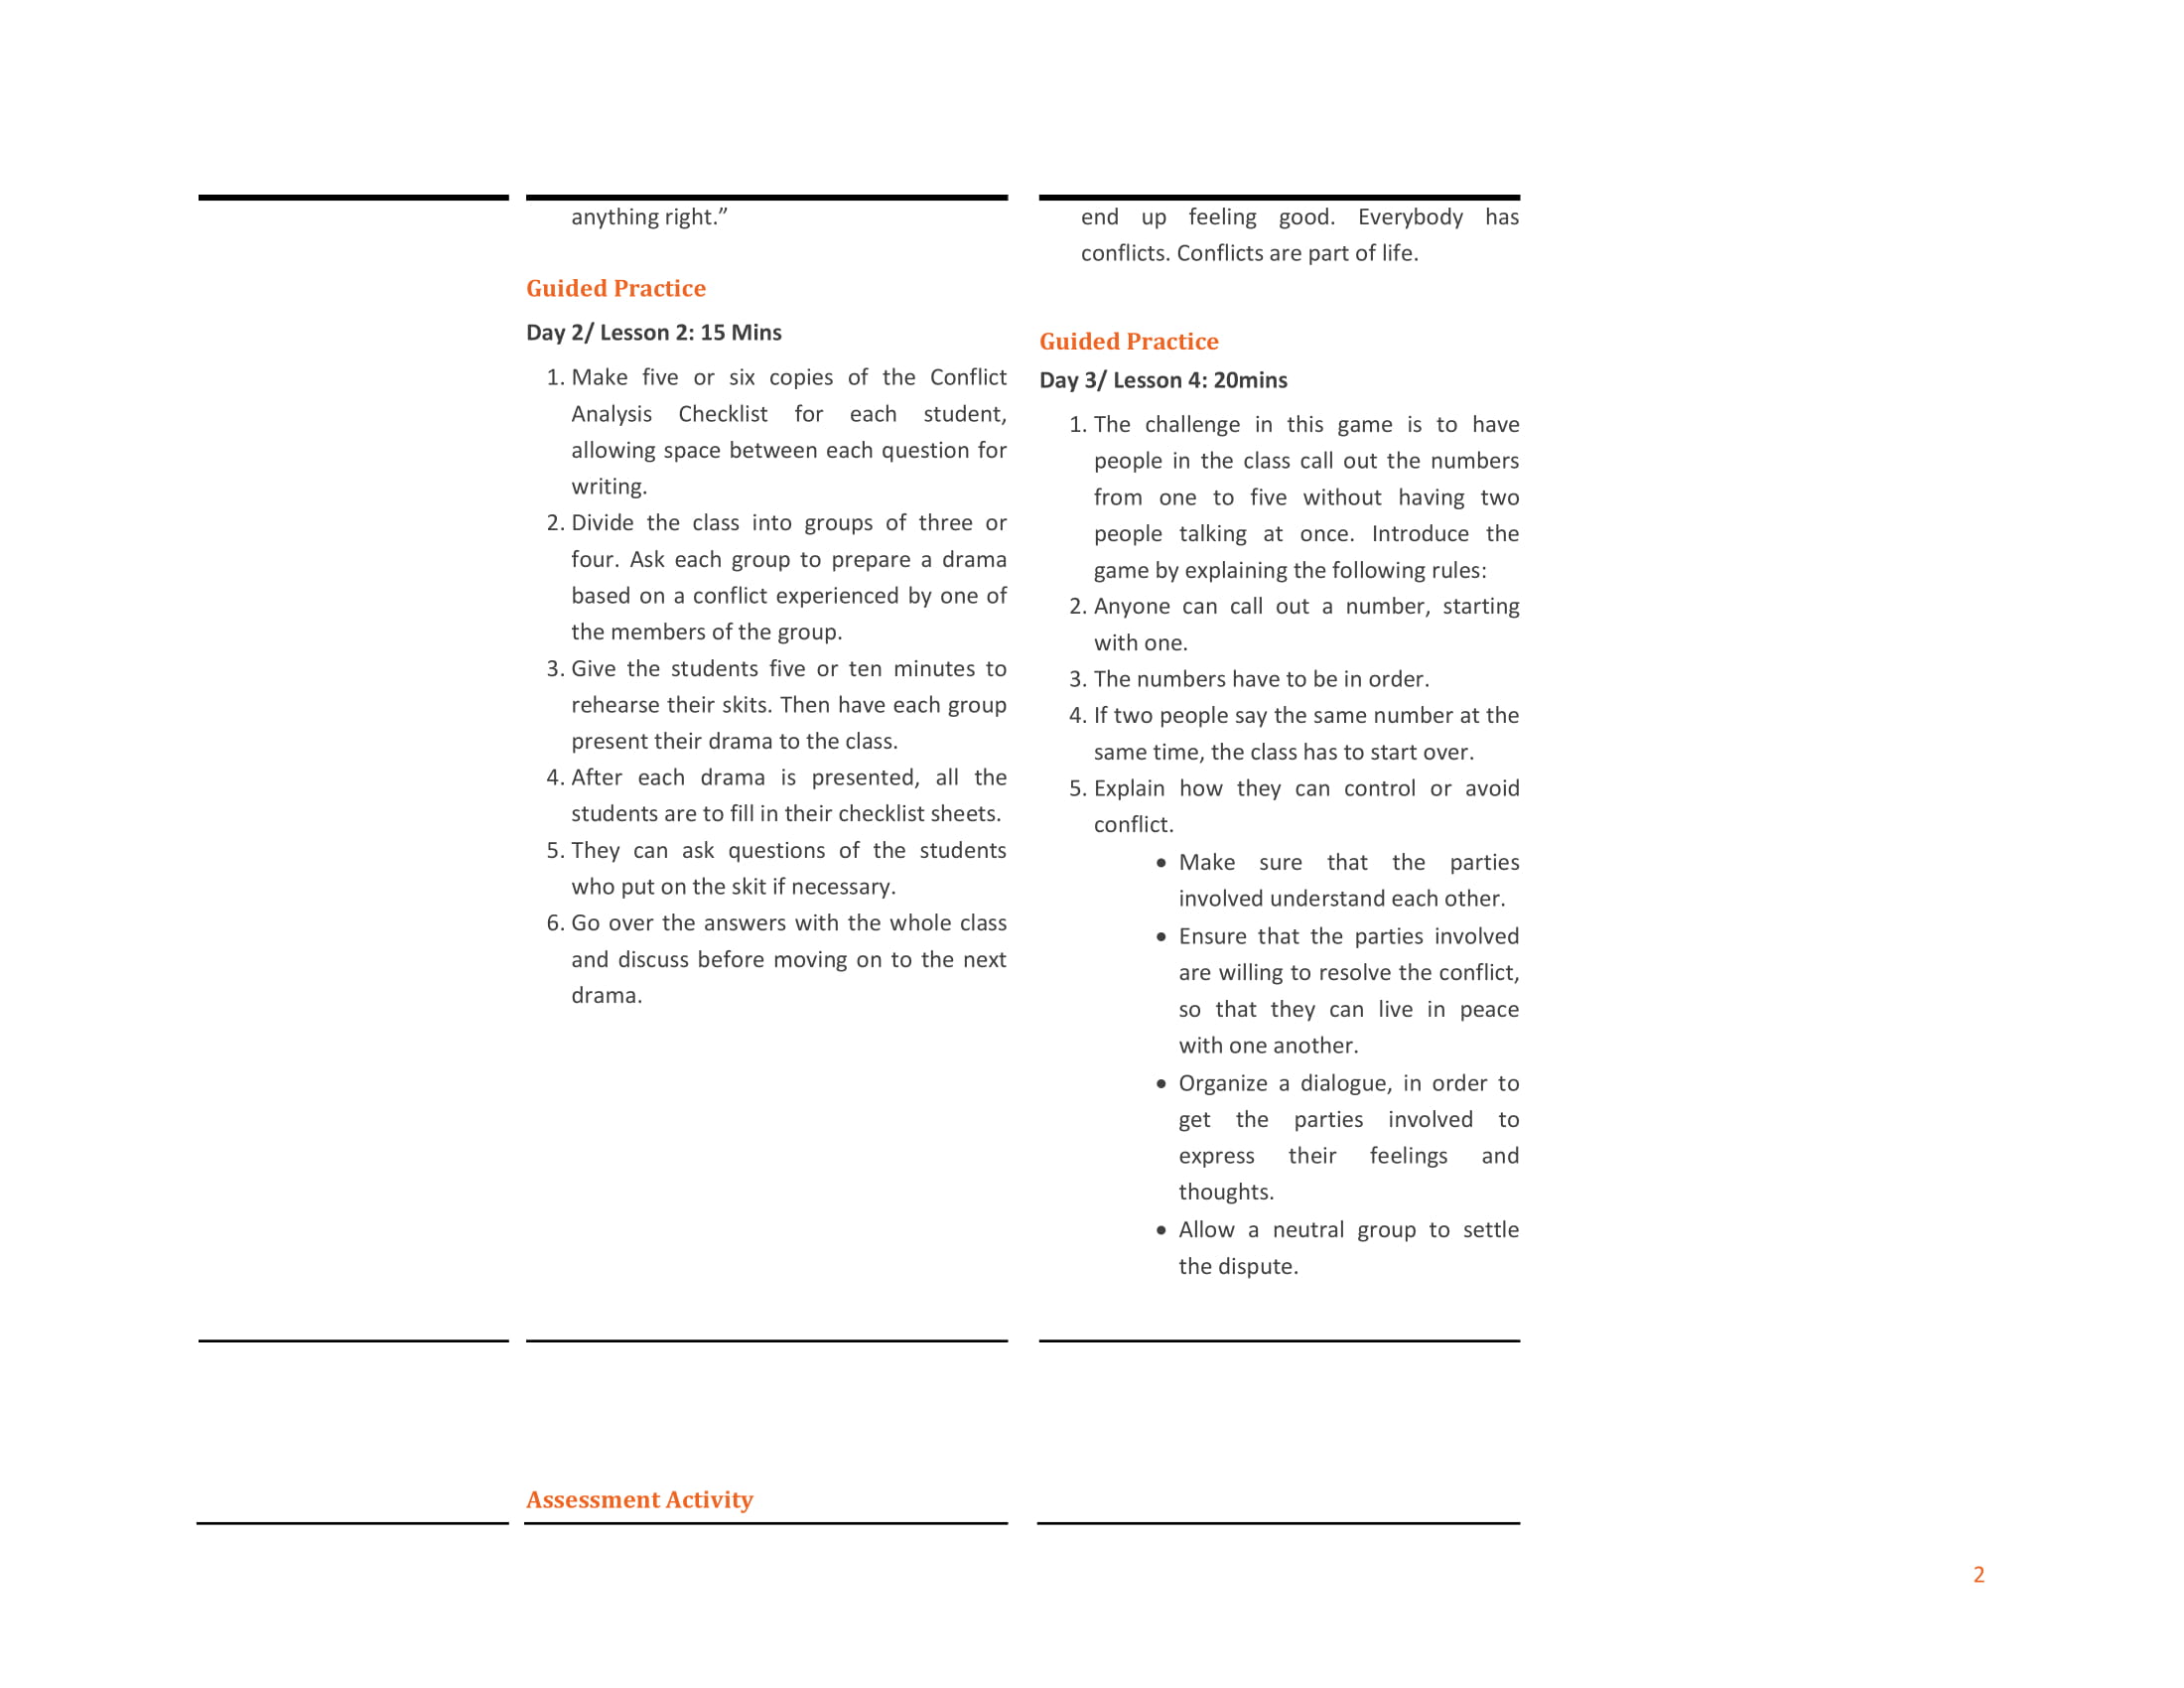 anything right.”
Guided Practice
Day 2/ Lesson 2: 15 Mins
1. Make five or six copies of the Conflict
Analysis Checklist for each student,
allowing space between each question for
writing.
2. Divide the class into groups of three or
four. Ask each group to prepare a drama
based on a conflict experienced by one of
the members of the group.
3. Give the students five or ten minutes to
rehearse their skits. Then have each group
present their drama to the class.
4. After each drama is presented, all the
students are to fill in their checklist sheets.
5. They can ask questions of the students
who put on the skit if necessary.
6. Go over the answers with the whole class
and discuss before moving on to the next
drama.
end up feeling good. Everybody has
conflicts. Conflicts are part of life.
Guided Practice
Day 3/ Lesson 4: 20mins
1. The challenge in this game is to have
people in the class call out the numbers
from one to five without having two
people talking at once. Introduce the
game by explaining the following rules:
2. Anyone can call out a number, starting
with one.
3. The numbers have to be in order.
4. If two people say the same number at the
same time, the class has to start over.
5. Explain how they can control or avoid
conflict.
• Make sure that the parties
involved understand each other.
• Ensure that the parties involved
are willing to resolve the conflict,
so that they can live in peace
with one another.
• Organize a dialogue, in order to
get the parties involved to
express their feelings and
thoughts.
• Allow a neutral group to settle
the dispute.
Assessment Activity
2